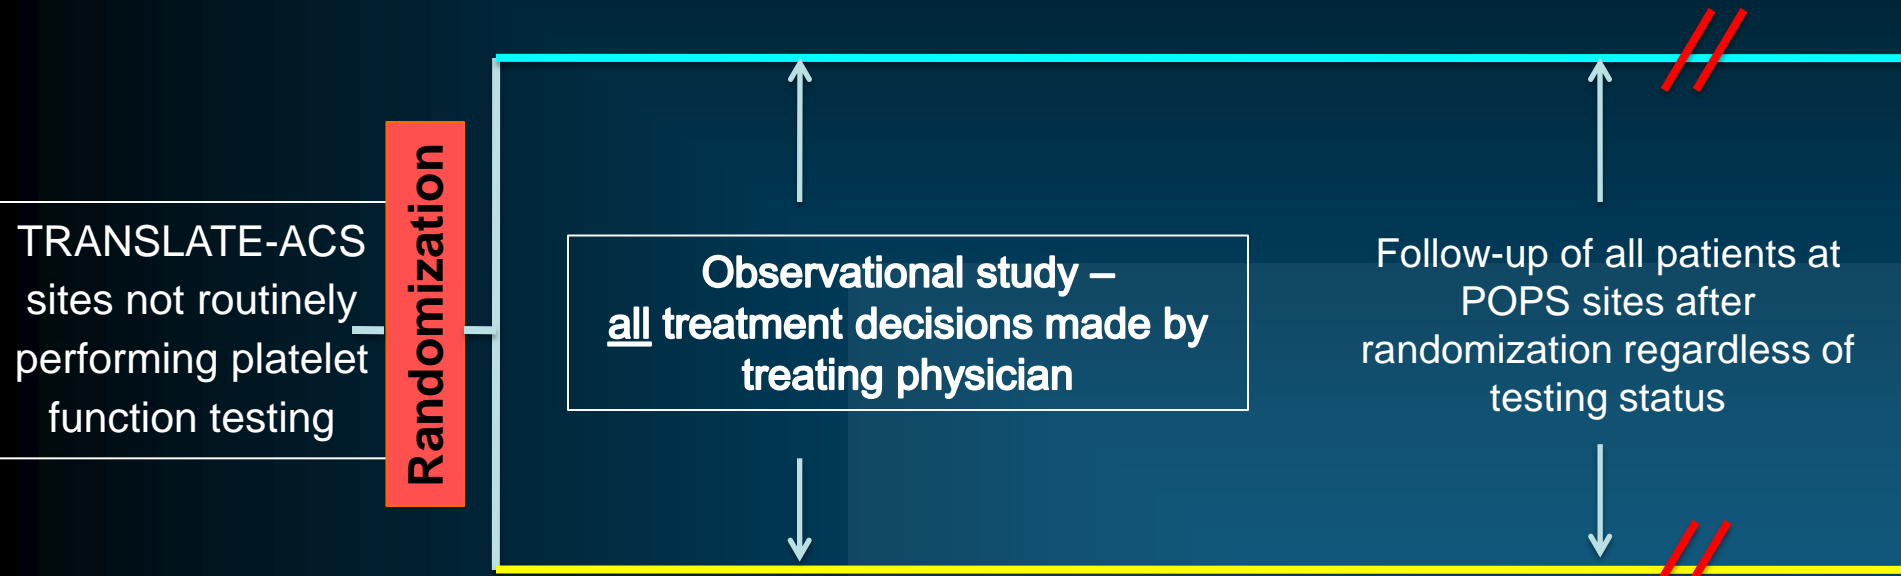 TRANSLATE-ACS
sites not routinely
performing platelet
function testing
Randomization
Observational study –
all treatment decisions made by
treating physician
Follow-up of all patients at
POPS sites after
randomization regardless of
testing status